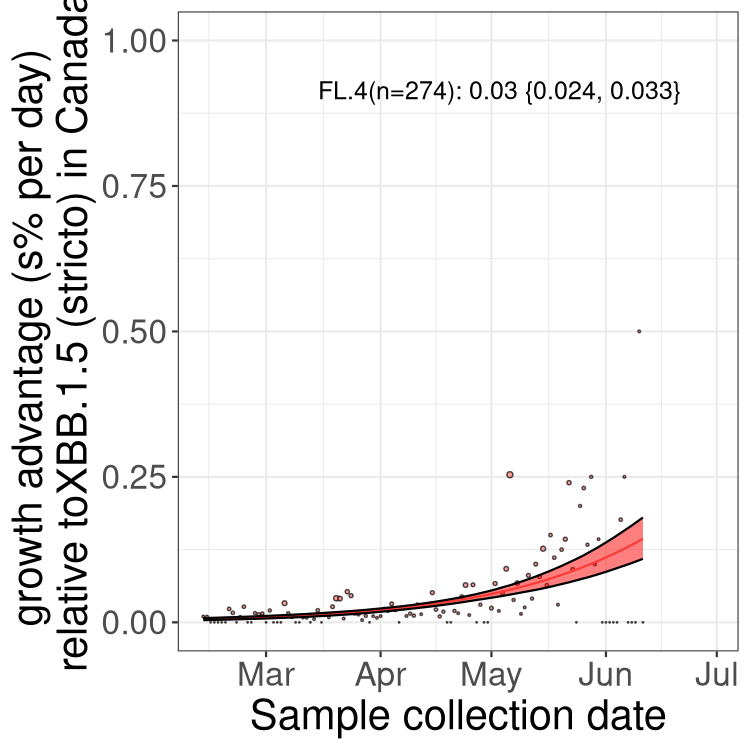 growth advantage (s% per day)
relative toXBB.1.5 (stricto) in Canada
1.00
0.75
0.50
0.25
0.00
FL.4(n=274): 0.03 {0.024, 0.033}
Mar Apr May Jun Jul
Sample collection date